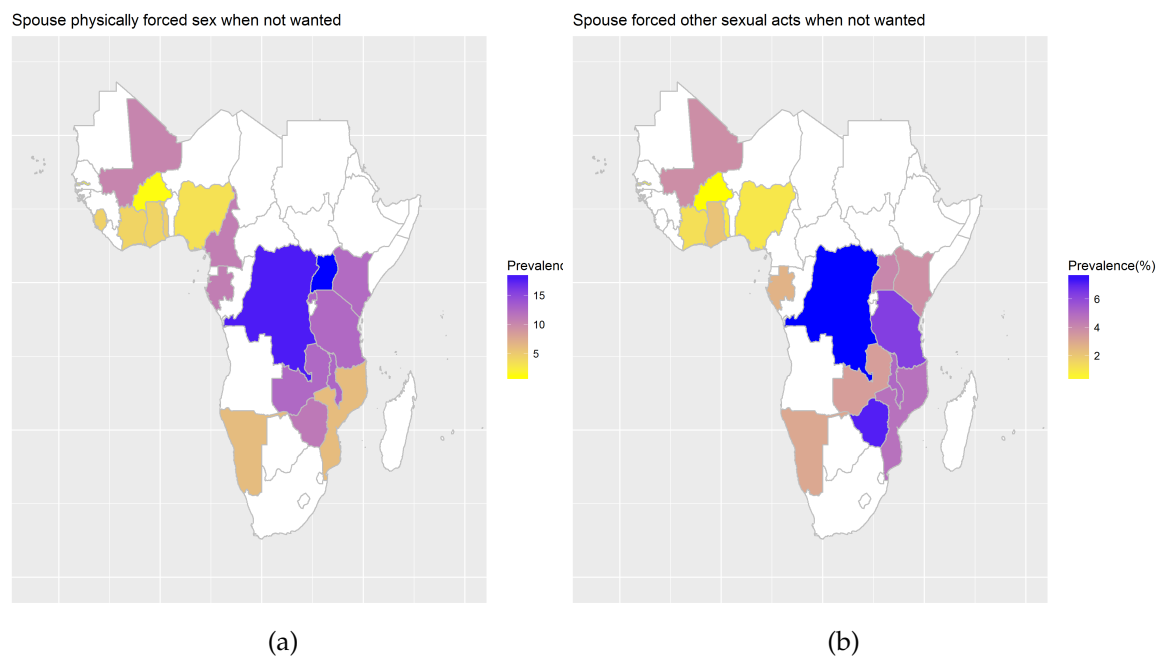 Spouse physically forced sex when not wanted
Spouse forced other sexual acts when not wanted
Prevalenc
15
10
5
Prevalence(%)
6
4
2
(a)
(b)